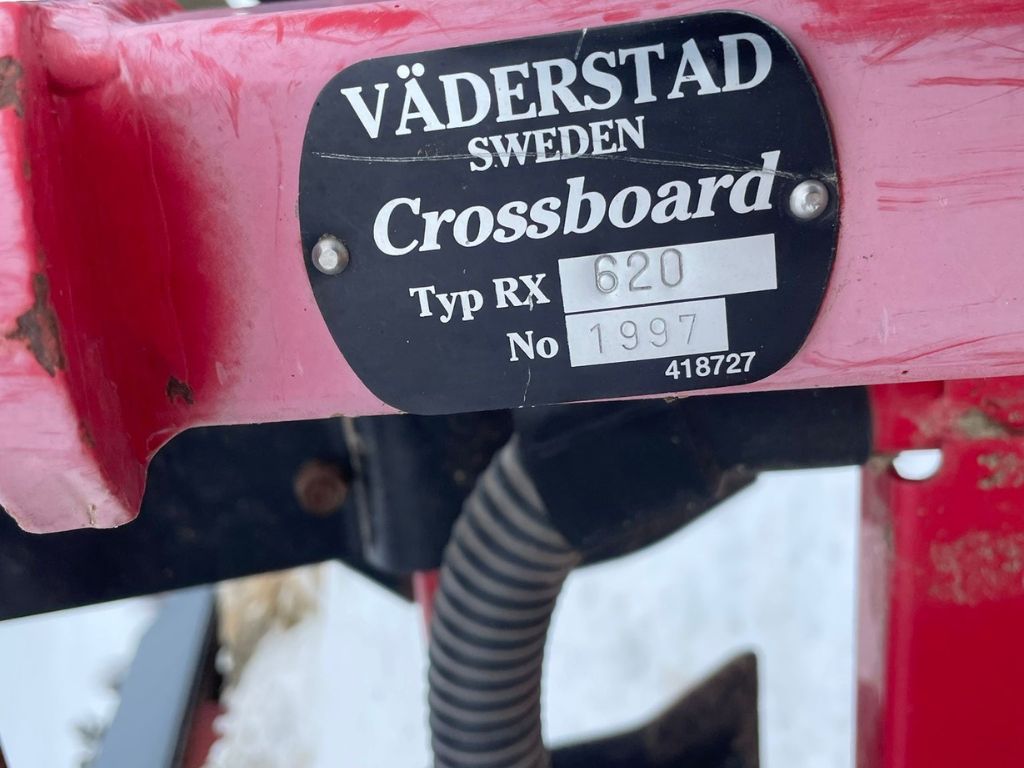 VÄDERSTAD
SWEDEN
Crossboard
Typ RX 620
No 1997
418727